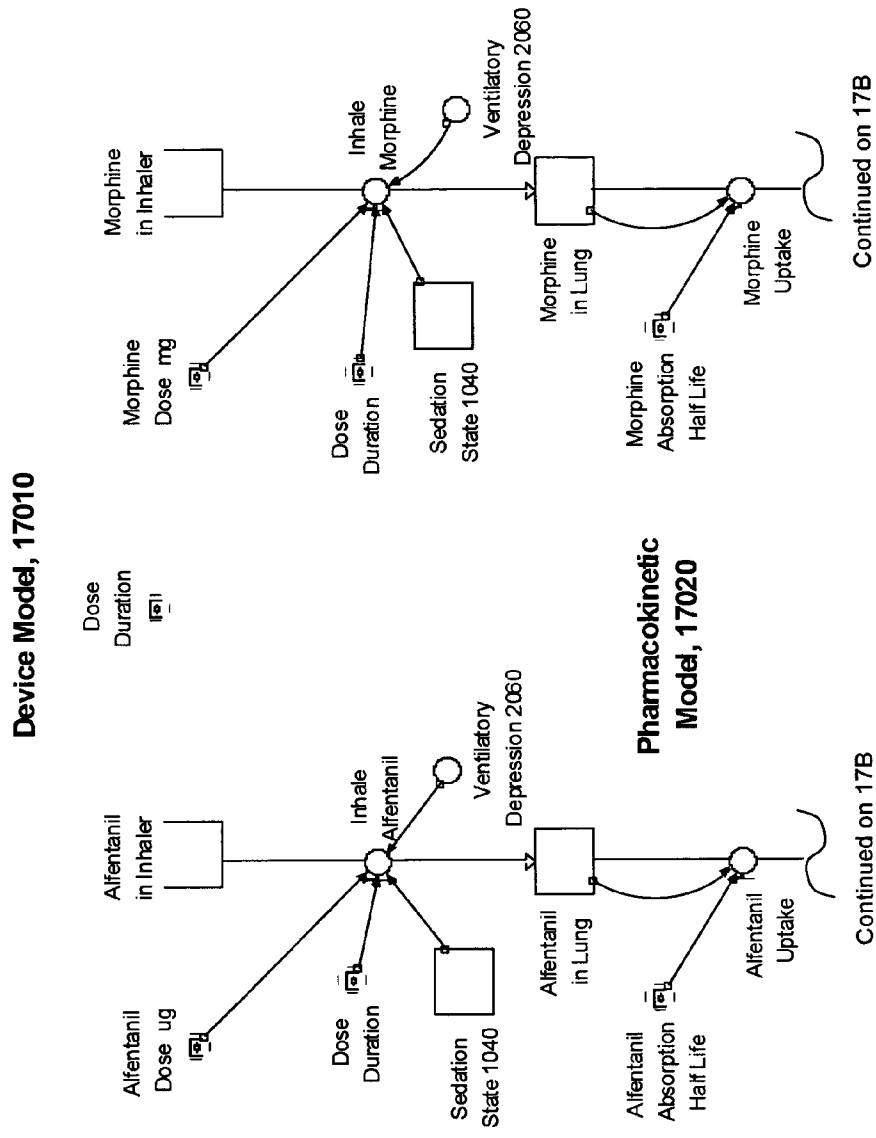 Device Model, 17010
Dose
Duration
Alfentanil
Dose ug
Alfentanil
in Inhaler
Dose
Duration
Inhale
Alfentanil
Sedation
State 1040
Ventilatory
Depression 2060
Alfentanil
in Lung
Alfentanil
Absorption
Half Life
Alfentanil
Uptake
Continued on 17B
Pharmacokinetic
Model, 17020
Morphine
Dose mg
Morphine
in Inhaler
Dose
Duration
Inhale
Morphine
Sedation
State 1040
Ventilatory
Depression 2060
Morphine
in Lung
Morphine
Absorption
Half Life
Morphine
Uptake
Continued on 17B